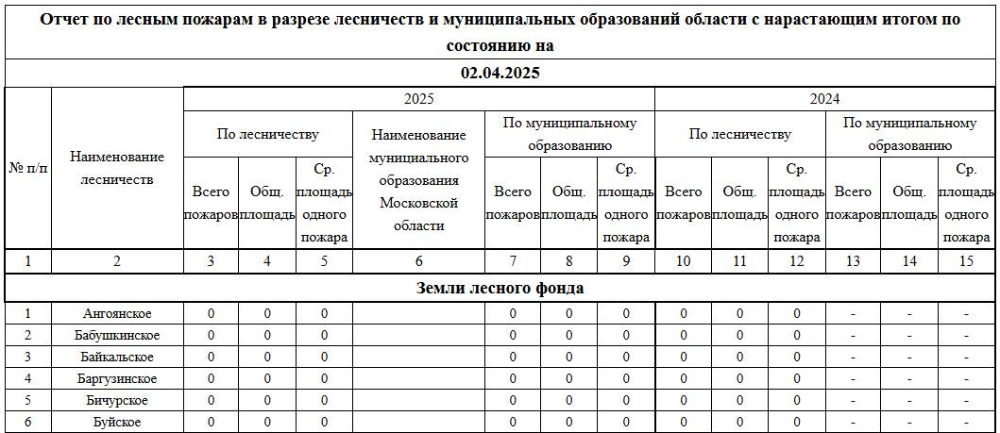 Отчет по лесным пожарам в разрезе лесничеств и муниципальных образований области с нарастающим итогом по
состоянию на
02.04.2025
№ п/п
Наименование
лесничеств
2025
2024
По лесничеству
Наименование
муницального
образования
Московской
области
По муниципальному
образованию
По лесничеству
По муниципальному
образованию
Всего
пожаров
Общ.
площадь
Ср.
площадь
одного
пожара
Всего
пожаров
Общ.
площадь
Ср.
площадь
одного
пожара
Всего
пожаров
Общ.
площадь
Ср.
площадь
одного
пожара
Всего
пожаров
Общ.
площадь
Ср.
площадь
одного
пожара
1 2 3 4 5 6 7 8 9 10 11 12 13 14 15
Земли лесного фонда
1 Ангоянское 0 0 0 0 0 0 0 0 0 - - -
2 Бабушкинское 0 0 0 0 0 0 0 0 0 - - -
3 Байкальское 0 0 0 0 0 0 0 0 0 - - -
4 Баргузинское 0 0 0 0 0 0 0 0 0 - - -
5 Бичурское 0 0 0 0 0 0 0 0 0 - - -
6 Буйское 0 0 0 0 0 0 0 0 0 - - -